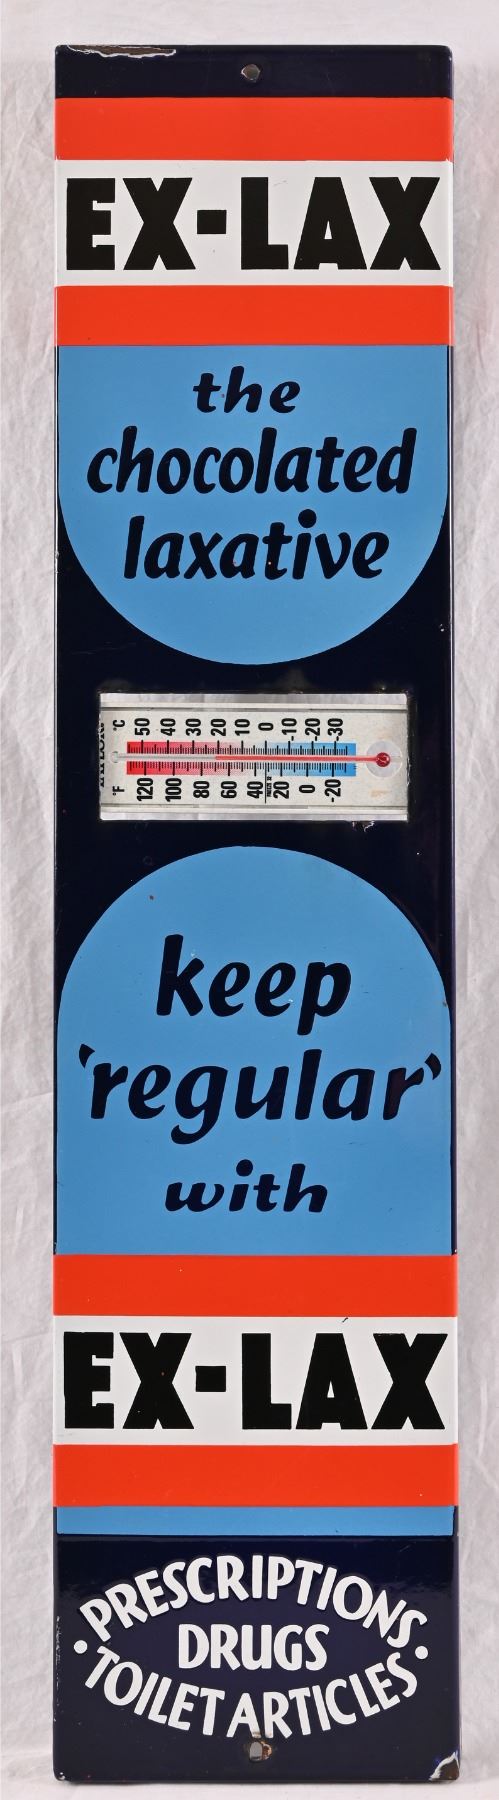 EX-LAX
the
chocolated
laxative
°C 50 40 30 20 10 0 -10 -20 -30
°F 120 100 80 60 40 20 0 -20
keep
'regular'
with
EX-LAX
PRESCRIPTIONS
DRUGS
• TOILET ARTICLES •